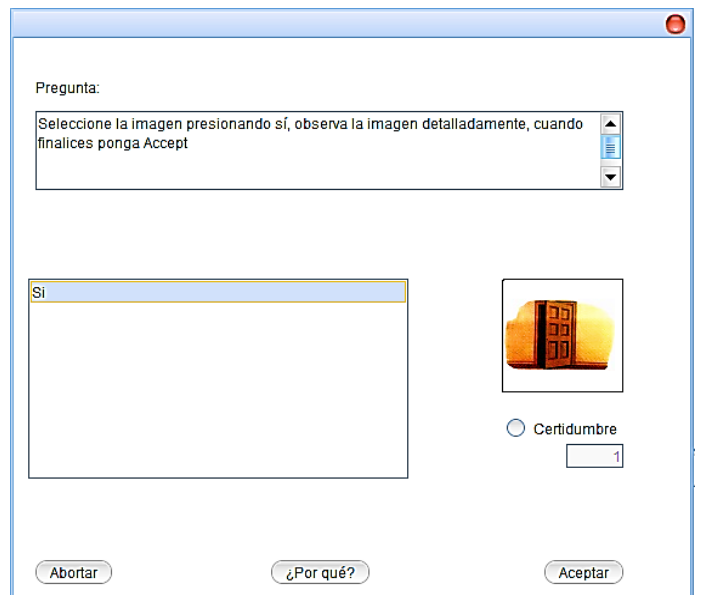 Pregunta:
Seleccione la imagen presionando sí, observa la imagen detalladamente, cuando
finalices ponga Accept
Si
Certidumbre
1
Abortar
¿Por qué?
Aceptar